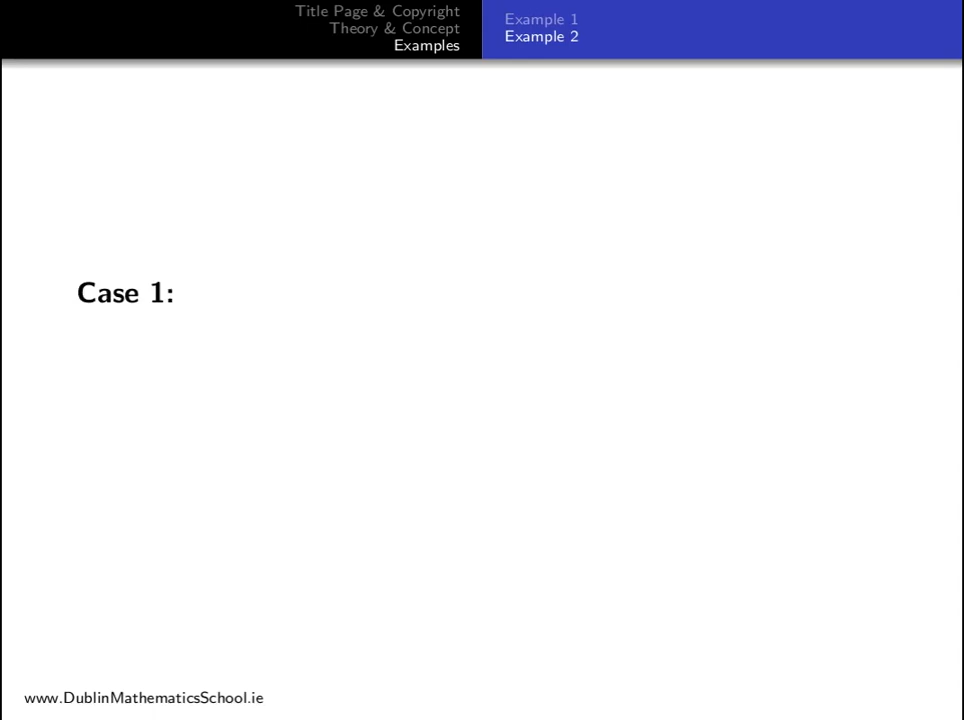 Title Page & Copyright
Theory & Concept
Examples
Example 1
Example 2
Case 1:
www.DublinMathematicsSchool.ie